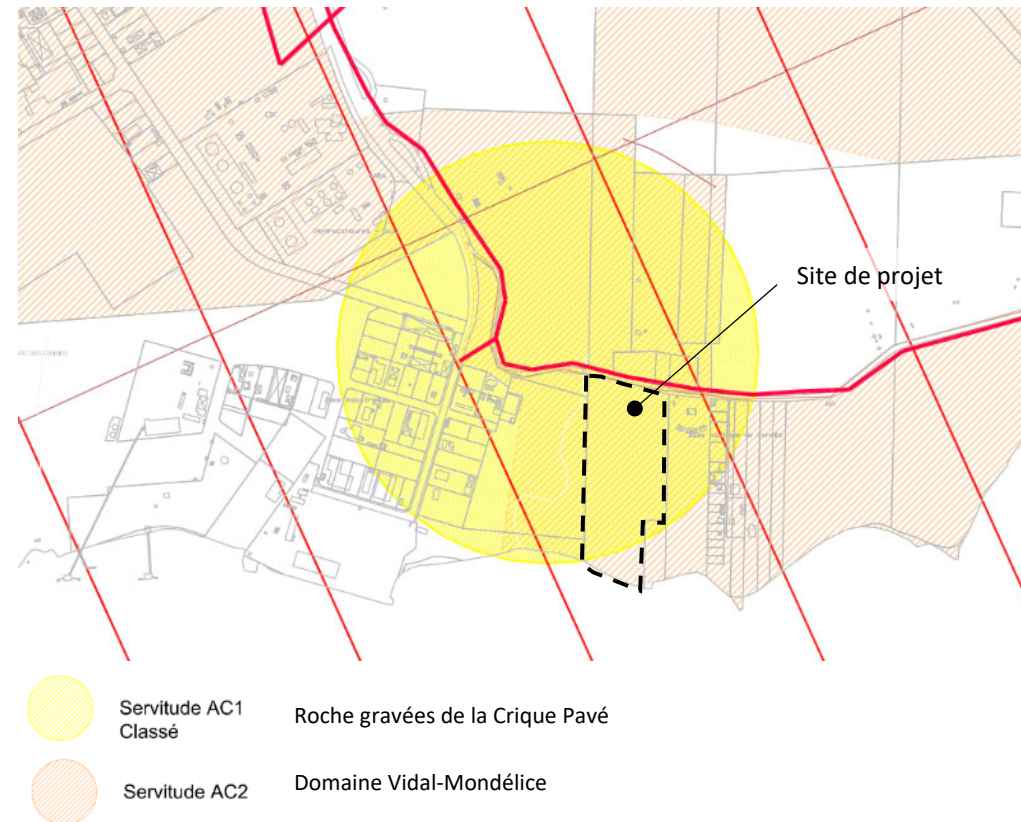 Site de projet
Servitude AC1
Classé
Roche gravées de la Crique Pavé
Servitude AC2
Domaine Vidal-Mondélice